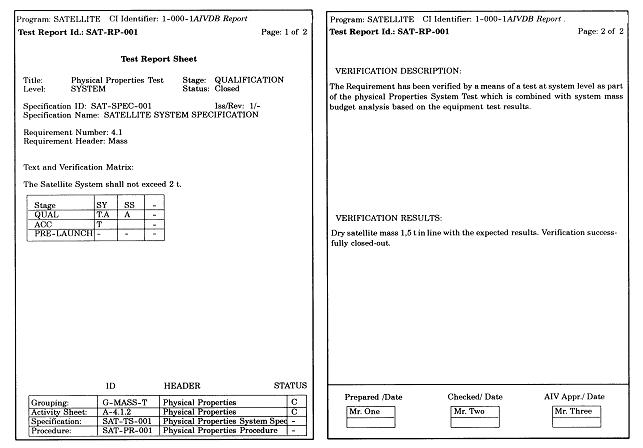 Program: SATELLITE CI Identifier: 1-000-1AIVDB Report
Test Report Id.: SAT-RP-001 Page: 1 of 2
Test Report Sheet
Title: Physical Properties Test Stage: QUALIFICATION
Level: SYSTEM Status: Closed
Specification ID: SAT-SPEC-001 Iss/Rev: 1/-
Specification Name: SATELLITE SYSTEM SPECIFICATION
Requirement Number: 4.1
Requirement Header: Mass
Text and Verification Matrix:
The Satellite System shall not exceed 2 t.
Stage SY SS -
QUAL T.A A -
ACC T -
PRE-LAUNCH - - -
ID HEADER STATUS
Grouping: G-MASS-T Physical Properties C
Activity Sheet: A-4.1.2 Physical Properties C
Specification: SAT-TS-001 Physical Properties System Spec -
Procedure: SAT-PR-001 Physical Properties Procedure -
Program: SATELLITE CI Identifier: 1-000-1AIVDB Report .
Test Report Id.: SAT-RP-001 Page: 2 of 2
VERIFICATION DESCRIPTION:
The Requirement has been verified by a means of a test at system level as part
of the physical Properties System Test which is combined with system mass
budget analysis based on the equipment test results.
VERIFICATION RESULTS:
Dry satellite mass 1,5 t in line with the expected results. Verification success-
fully closed-out.
Prepared /Date Checked/ Date AIV Appr./ Date
Mr. One Mr. Two Mr. Three